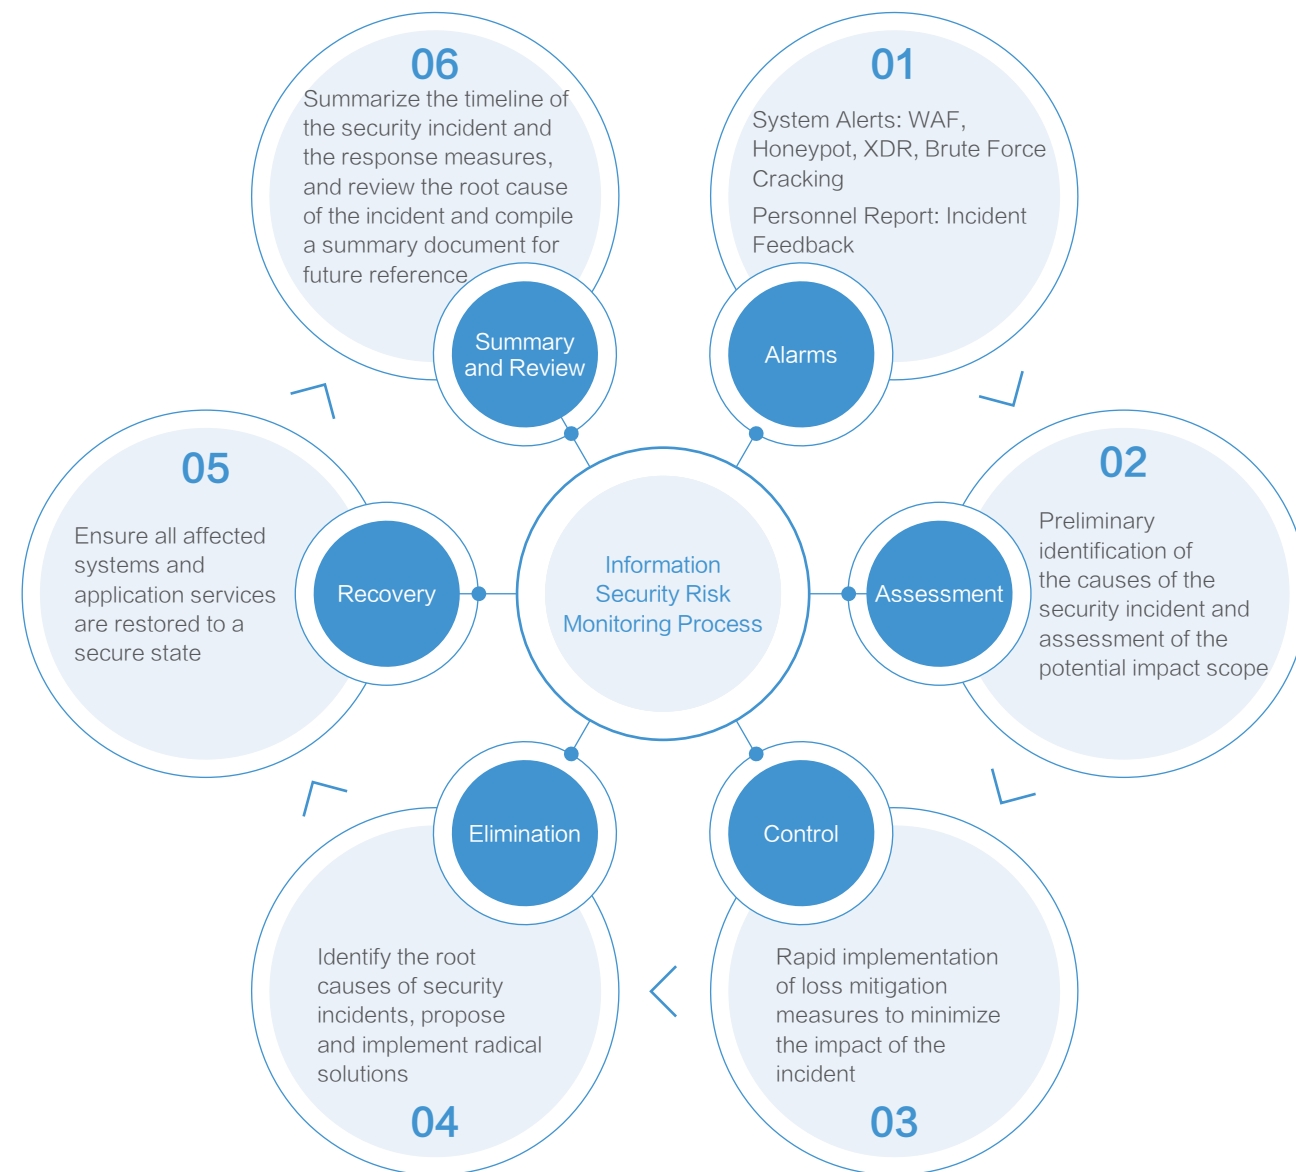 01
System Alerts: WAF,
Honeypot, XDR, Brute Force
Cracking
Personnel Report: Incident
Feedback
Alarms
02
Preliminary
identification of
the causes of the
security incident and
assessment of the
potential impact scope
Assessment
Control
Rapid implementation
of loss mitigation
measures to minimize
the impact of the
incident
03
Elimination
Identify the root
causes of security
incidents, propose
and implement radical
solutions
04
05
Ensure all affected
systems and
application services
are restored to a
secure state
Recovery
06
Summarize the timeline of
the security incident and
the response measures,
and review the root cause
of the incident and compile
a summary document for
future reference
Summary
and Review
Information
Security Risk
Monitoring Process